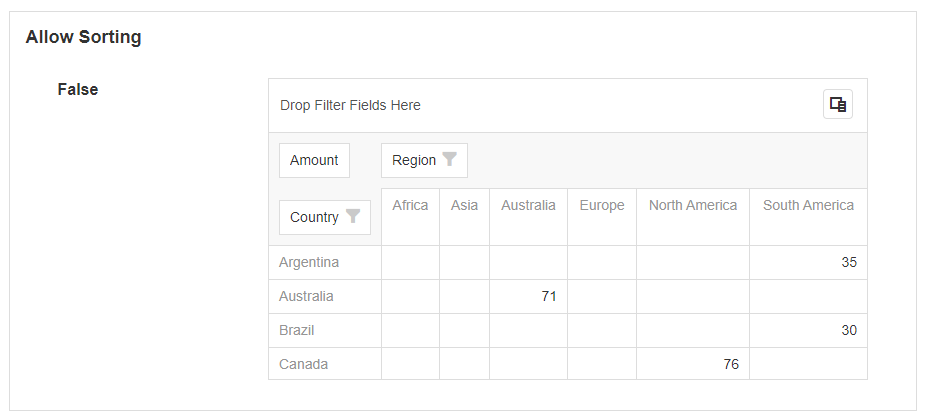 Allow Sorting
False
Drop Filter Fields Here
Amount Region
Country Africa Asia Australia Europe North America South America
Argentina 35
Australia 71
Brazil 30
Canada 76